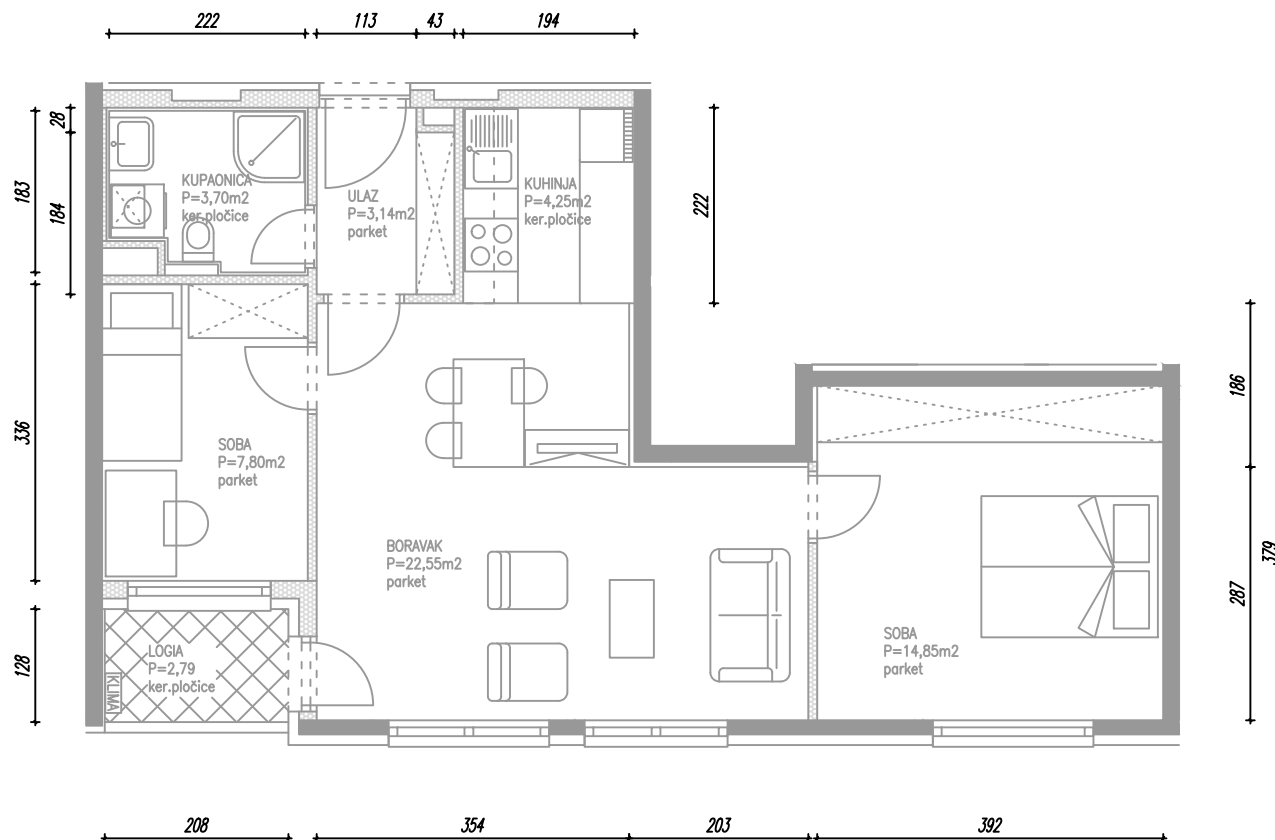 222
113
43
194
28
183
184
222
KUPAONICA
P=3,70m2
ker.pločice
ULAZ
P=3,14m2
parket
KUHINJA
P=4,25m2
ker.pločice
336
186
SOBA
P=7,80m2
parket
BORAVAK
P=22,55m2
parket
379
287
SOBA
P=14,85m2
parket
128
LOGIA
P=2,79
ker.pločice
KLIMA
208
354
203
392